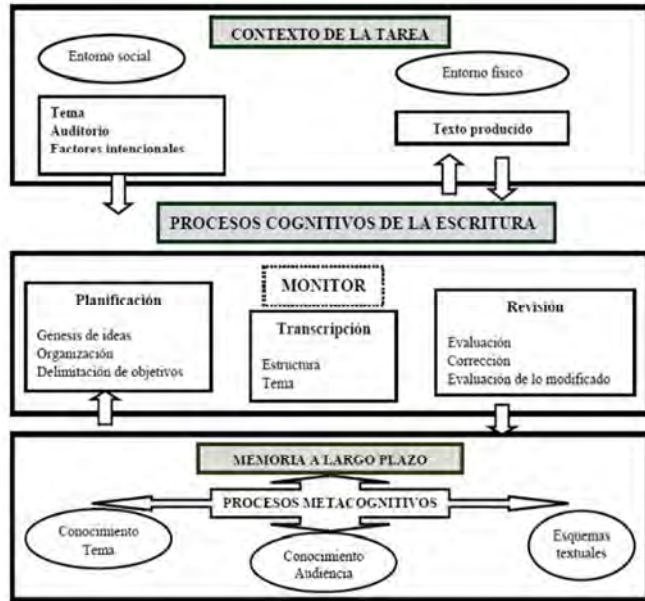 CONTEXTO DE LA TAREA
Entorno social
Entorno físico
Tema
Auditorio
Factores intencionales
Texto producido
PROCESOS COGNITIVOS DE LA ESCRITURA
MONITOR
Planificación
Genesis de ideas
Organización
Delimitación de objetivos
Transcripción
Estructura
Tema
Revisión
Evaluación
Corrección
Evaluación de lo modificado
MEMORIA A LARGO PLAZO
PROCESOS METACOGNITIVOS
Conocimiento
Tema
Conocimiento
Audiencia
Esquemas
textuales